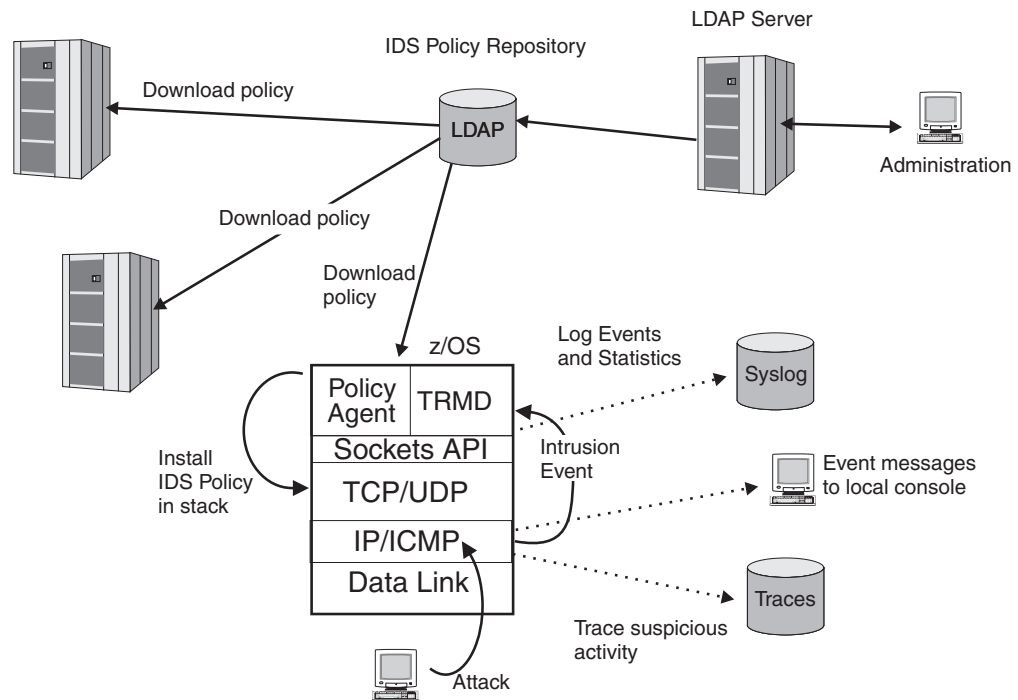 LDAP Server
IDS Policy Repository
Download policy
LDAP
Administration
Download policy
Download
policy
z/OS
Log Events
and Statistics
Policy
Agent
TRMD
Syslog
Sockets API
Intrusion
Event
Install
IDS Policy
in stack
TCP/UDP
Event messages
to local console
IP/ICMP
Data Link
Traces
Trace suspicious
activity
Attack